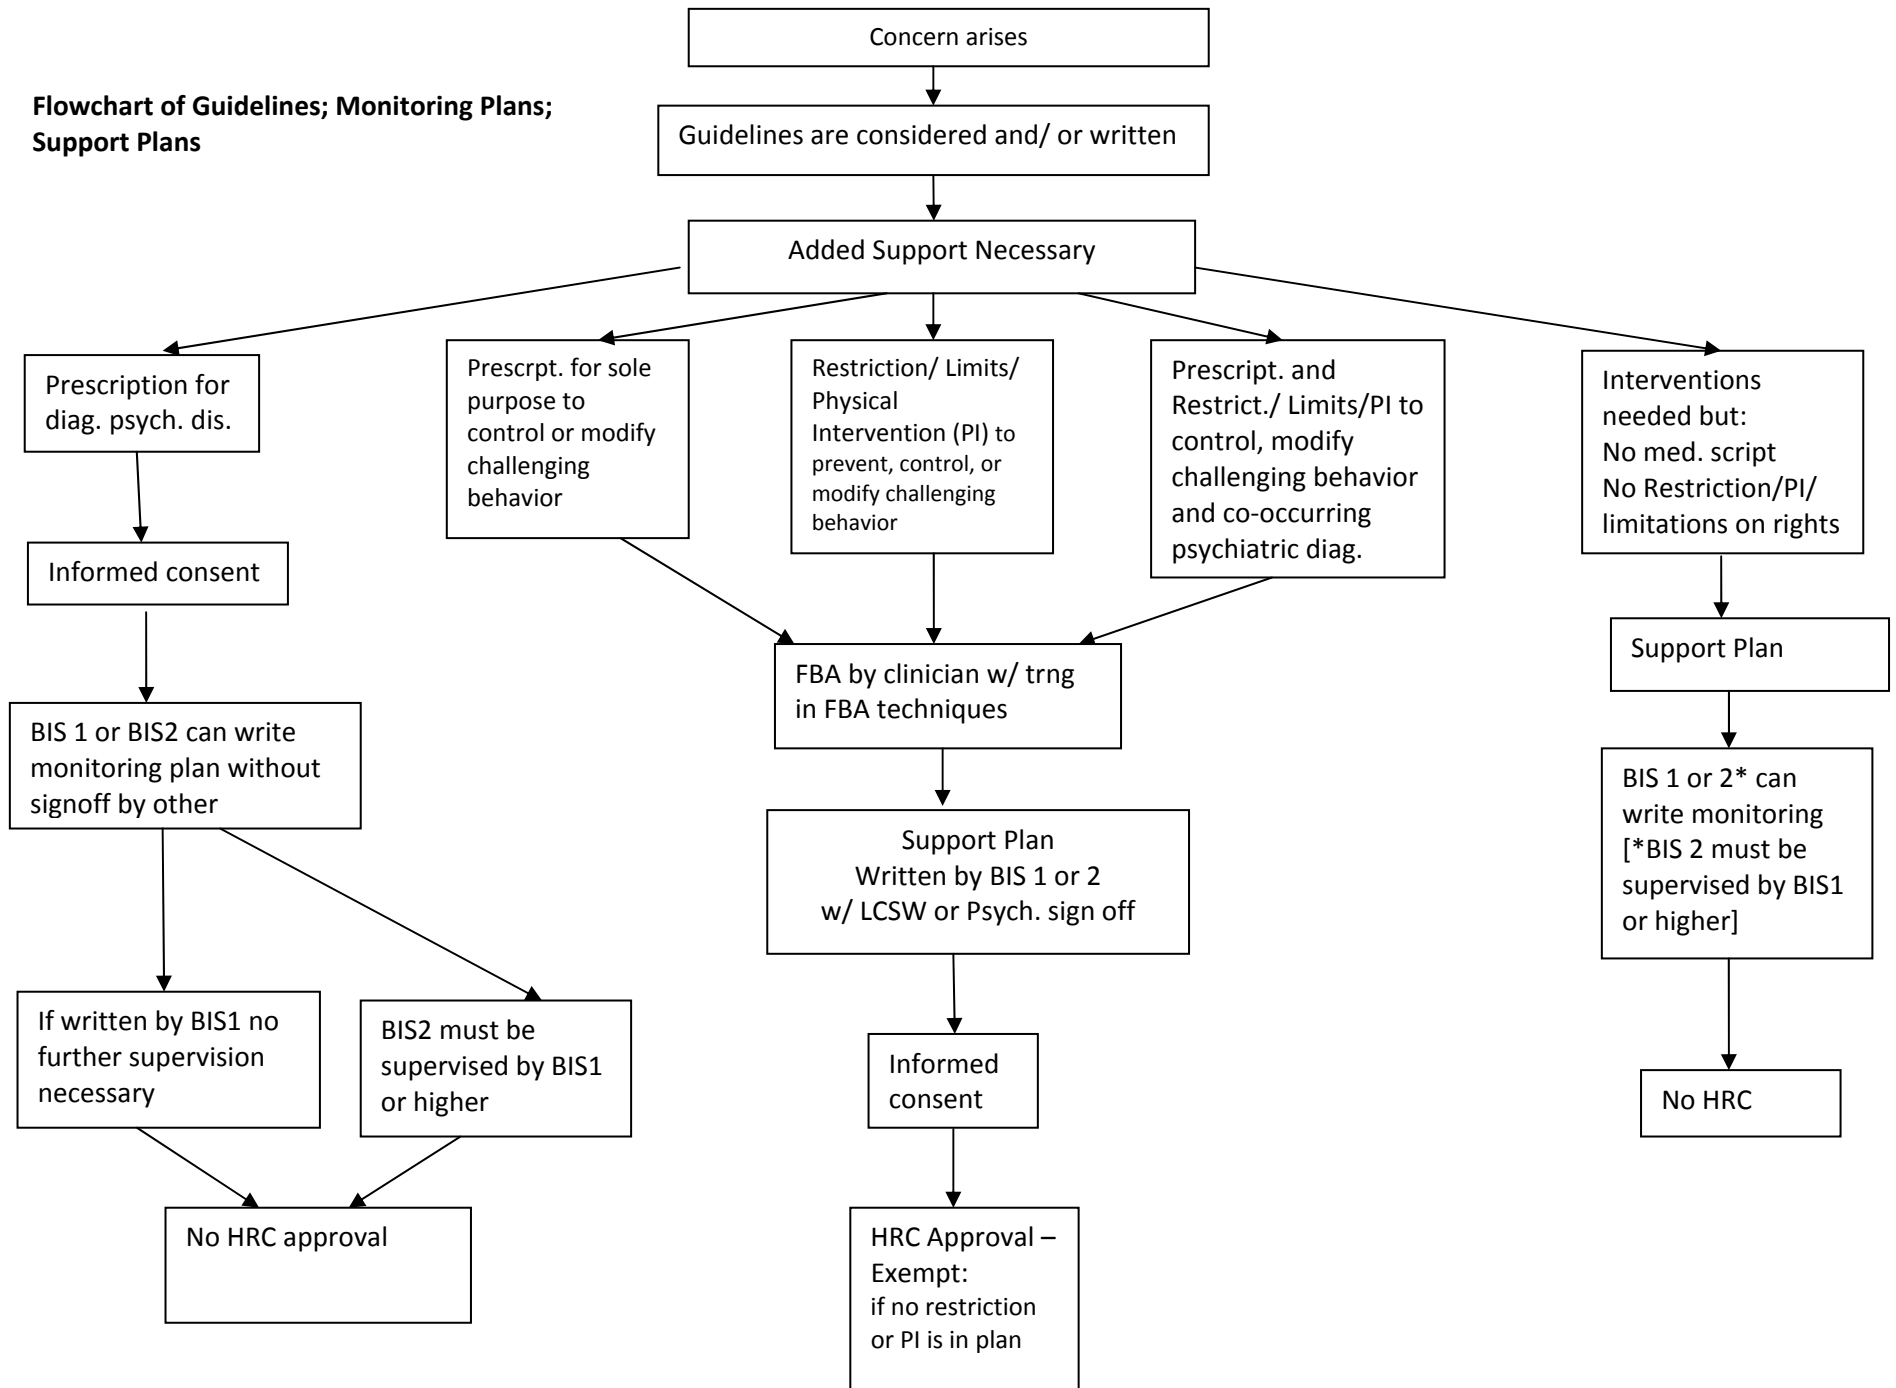 Concern arises
Flowchart of Guidelines; Monitoring Plans;
Support Plans
Guidelines are considered and/ or written
Added Support Necessary
Prescription for
diag. psych. dis.
Prescrpt. for sole
purpose to
control or modify
challenging
behavior
Restriction/ Limits/
Physical
Intervention (PI) to
prevent, control, or
modify challenging
behavior
Prescript. and
Restrict./ Limits/PI to
control, modify
challenging behavior
and co-occurring
psychiatric diag.
Interventions
needed but:
No med. script
No Restriction/PI/
limitations on rights
Informed consent
FBA by clinician w/ trng
in FBA techniques
Support Plan
BIS 1 or BIS2 can write
monitoring plan without
signoff by other
Support Plan
Written by BIS 1 or 2
w/ LCSW or Psych. sign off
BIS 1 or 2* can
write monitoring
[*BIS 2 must be
supervised by BIS1
or higher]
If written by BIS1 no
further supervision
necessary
BIS2 must be
supervised by BIS1
or higher
Informed
consent
No HRC
No HRC approval
HRC Approval –
Exempt:
if no restriction
or PI is in plan